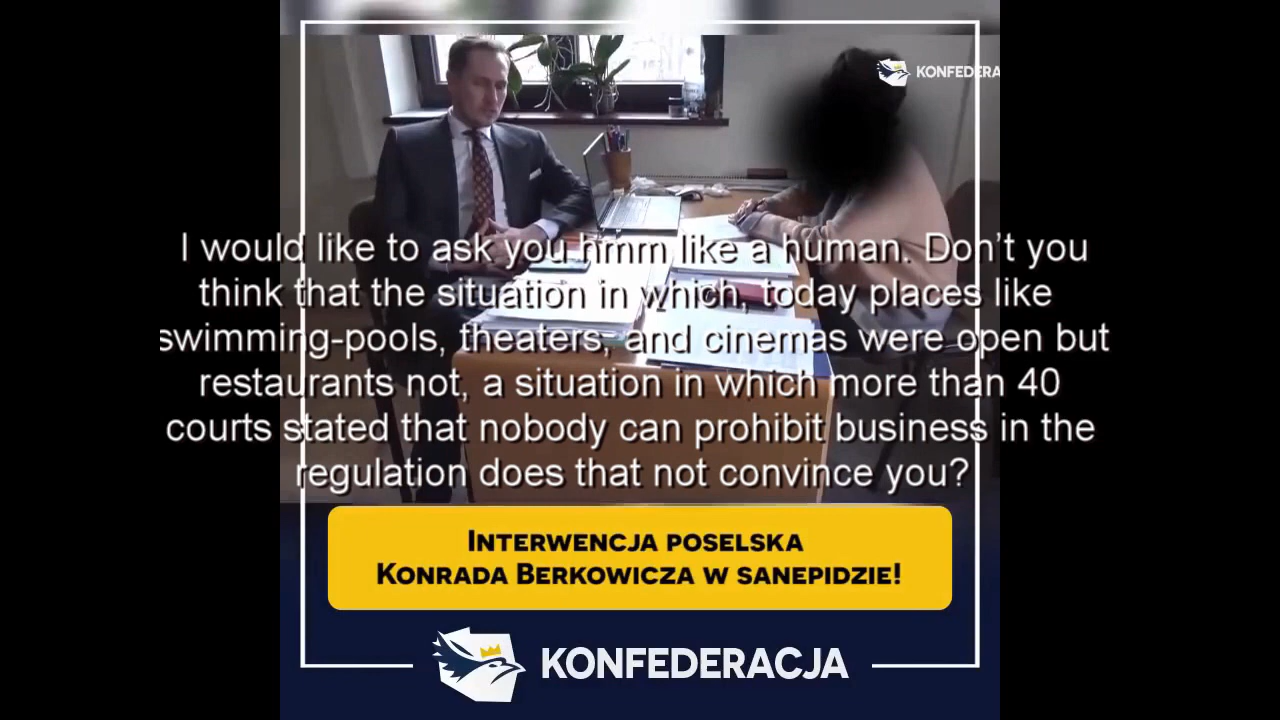 KONFEDERA
I would like to ask you hmm like a human. Don't you
think that the situation in which, today places like
swimming-pools, theaters, and cinemas were open but
restaurants not, a situation in which more than 40
courts stated that nobody can prohibit business in the
regulation does that not convince you?
INTERWENCJA POSELSKA
KONRADA BERKOWICZA W SANEPIDZIE!
KONFEDERACJA